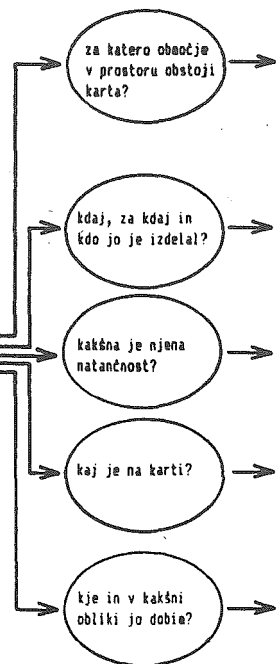 za katero območje
v prostoru obstoji
karta?
kdaj, za kdaj in
kdo jo je izdelal?
kakšna je njena
natančnost?
kaj je na karti?
kje in v kakšni
obliki jo dobim?